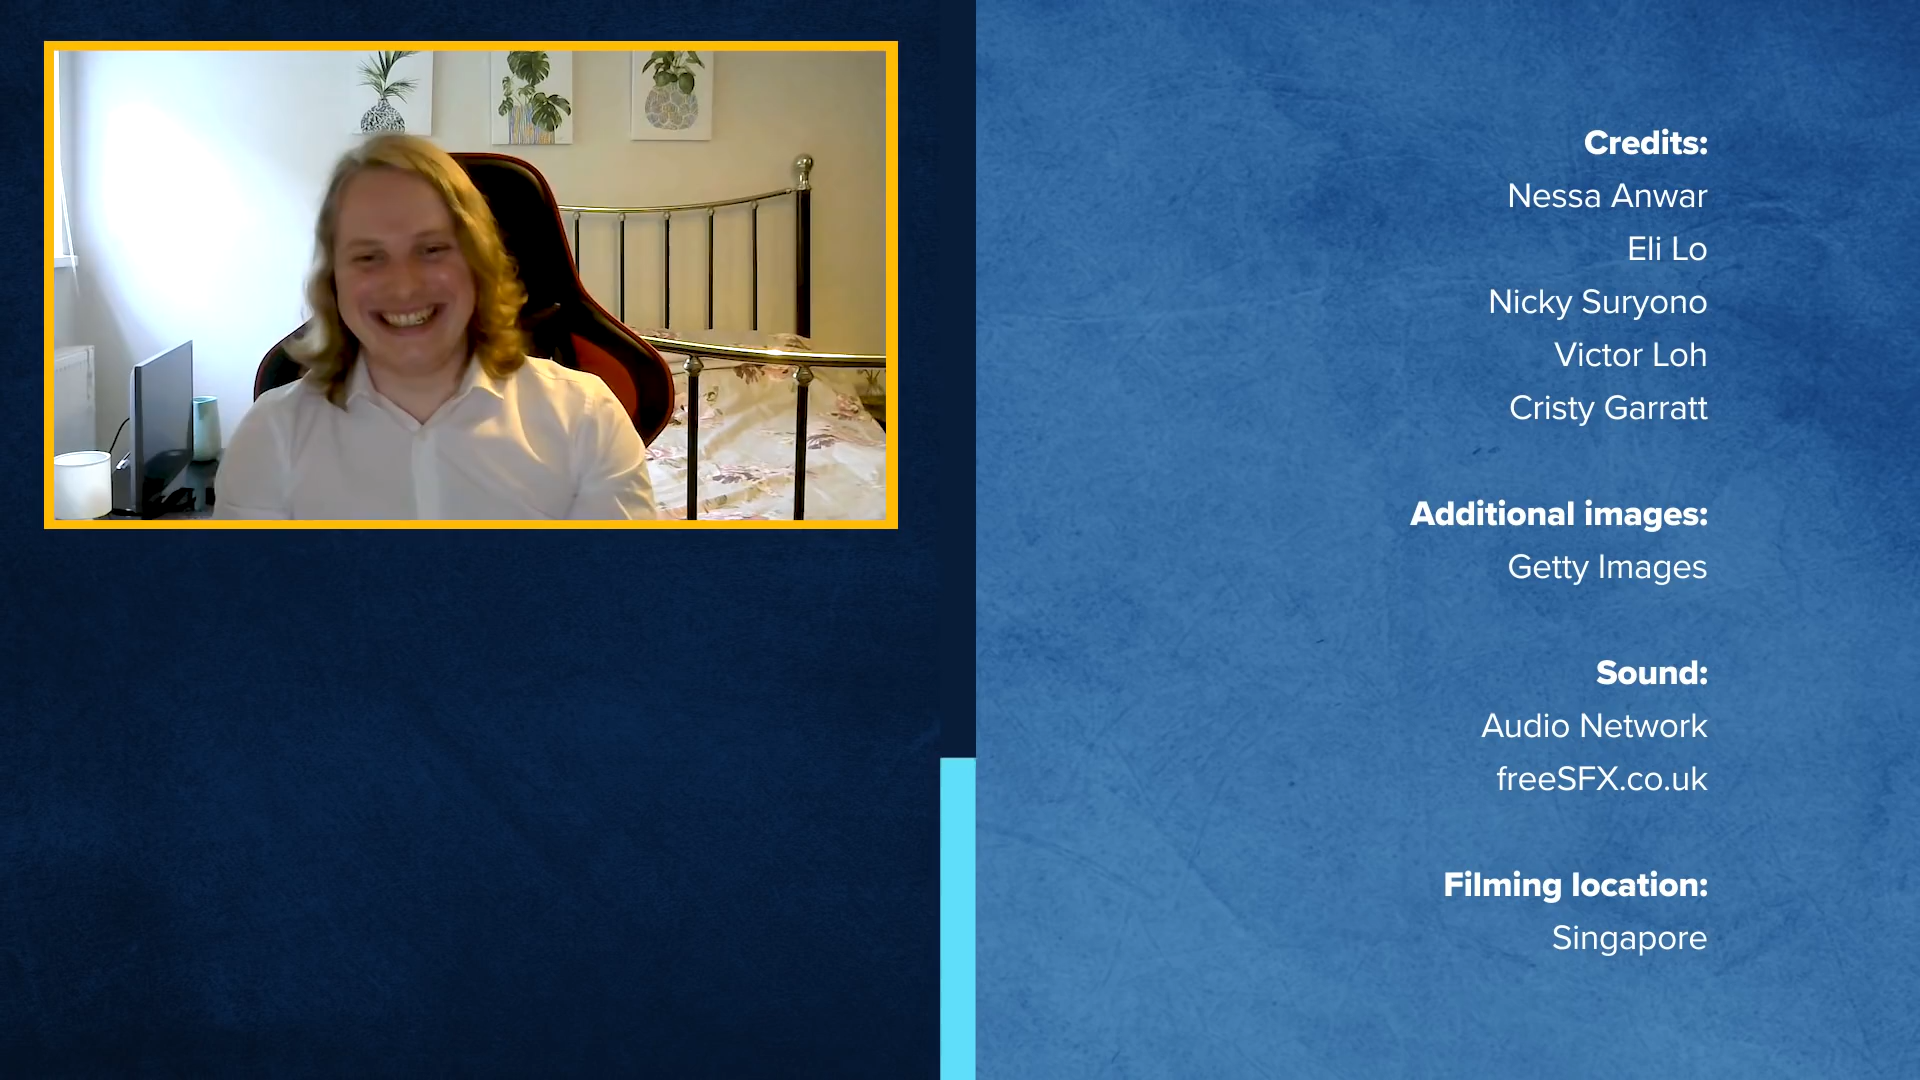 Credits:
Nessa Anwar
Eli Lo
Nicky Suryono
Victor Loh
Cristy Garratt
Additional images:
Getty Images
Sound:
Audio Network
freeSFX.co.uk
Filming location:
Singapore